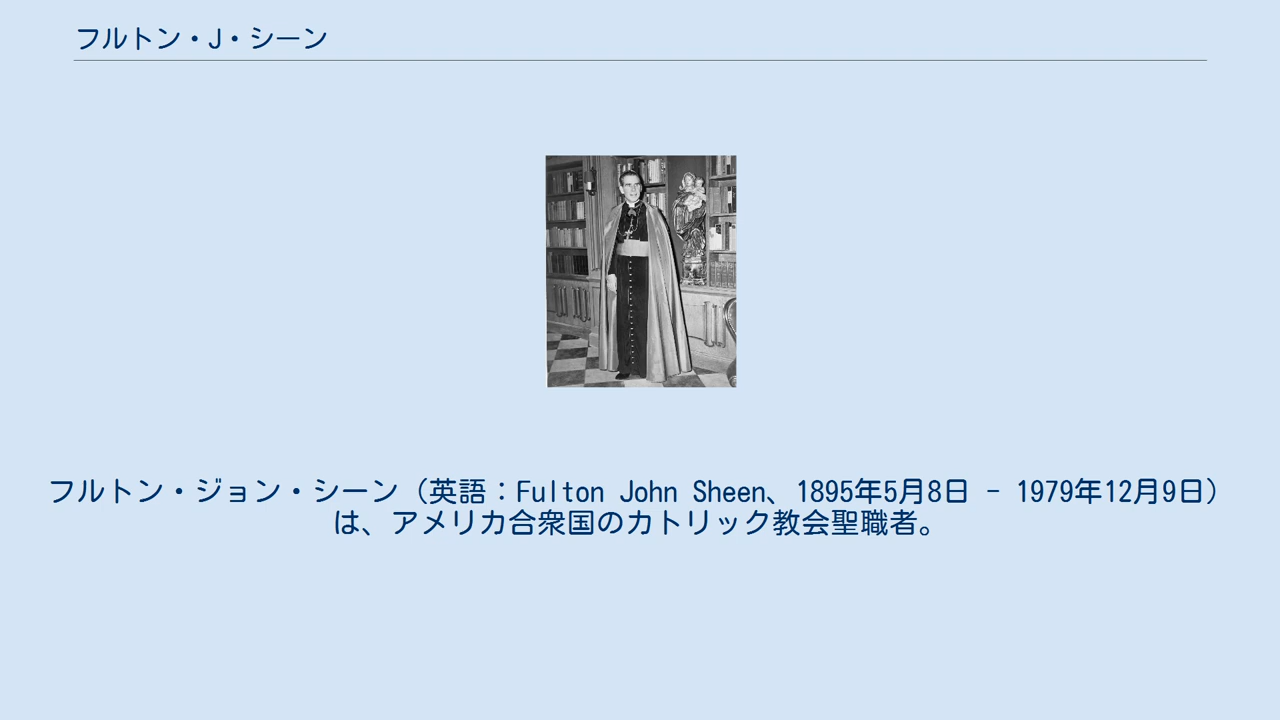 フルトン・J・シーン
フルトン・ジョン・シーン（英語：Fulton John Sheen、1895年5月8日 - 1979年12月9日）
は、アメリカ合衆国のカトリック教会聖職者。